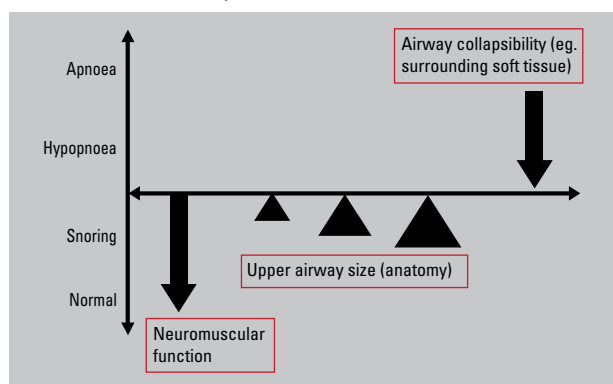 Airway collapsibility (eg.
surrounding soft tissue)
Apnoea
Hypopnoea
Snoring
Upper airway size (anatomy)
Normal
Neuromuscular
function